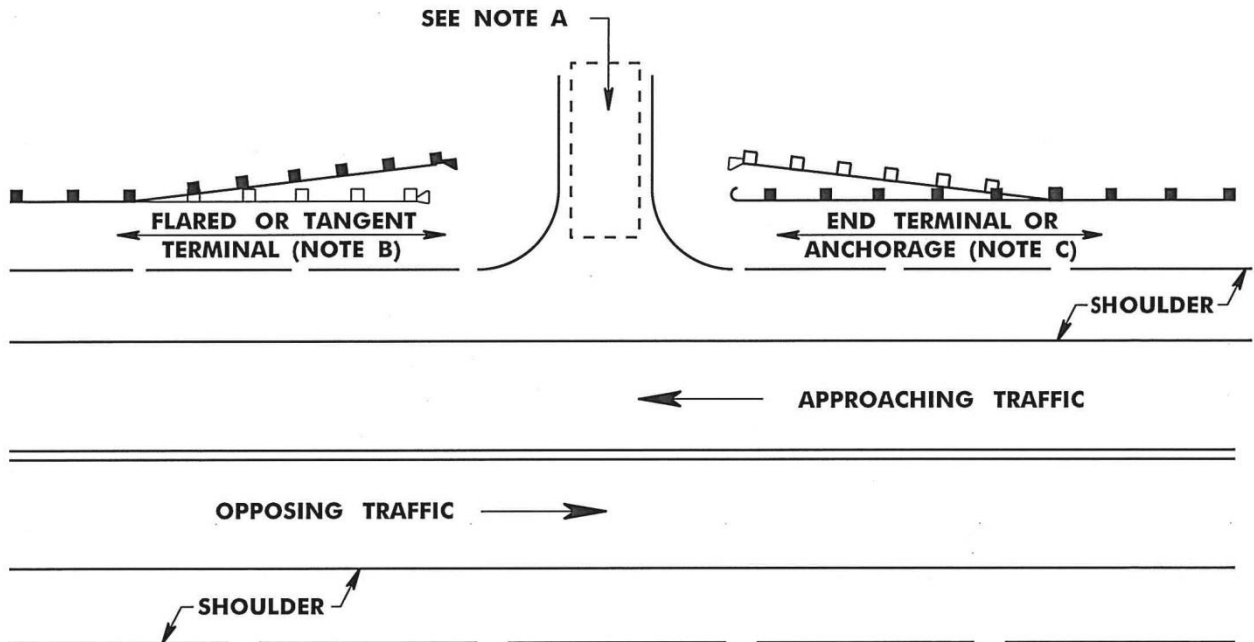 SEE NOTE A
FLARED OR TANGENT
TERMINAL (NOTE B)
END TERMINAL OR
ANCHORAGE (NOTE C)
SHOULDER
APPROACHING TRAFFIC
OPPOSING TRAFFIC
SHOULDER